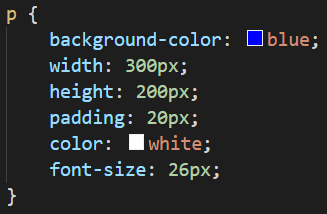 p {
    background-color: blue;
    width: 300px;
    height: 200px;
    padding: 20px;
    color: white;
    font-size: 26px;
}